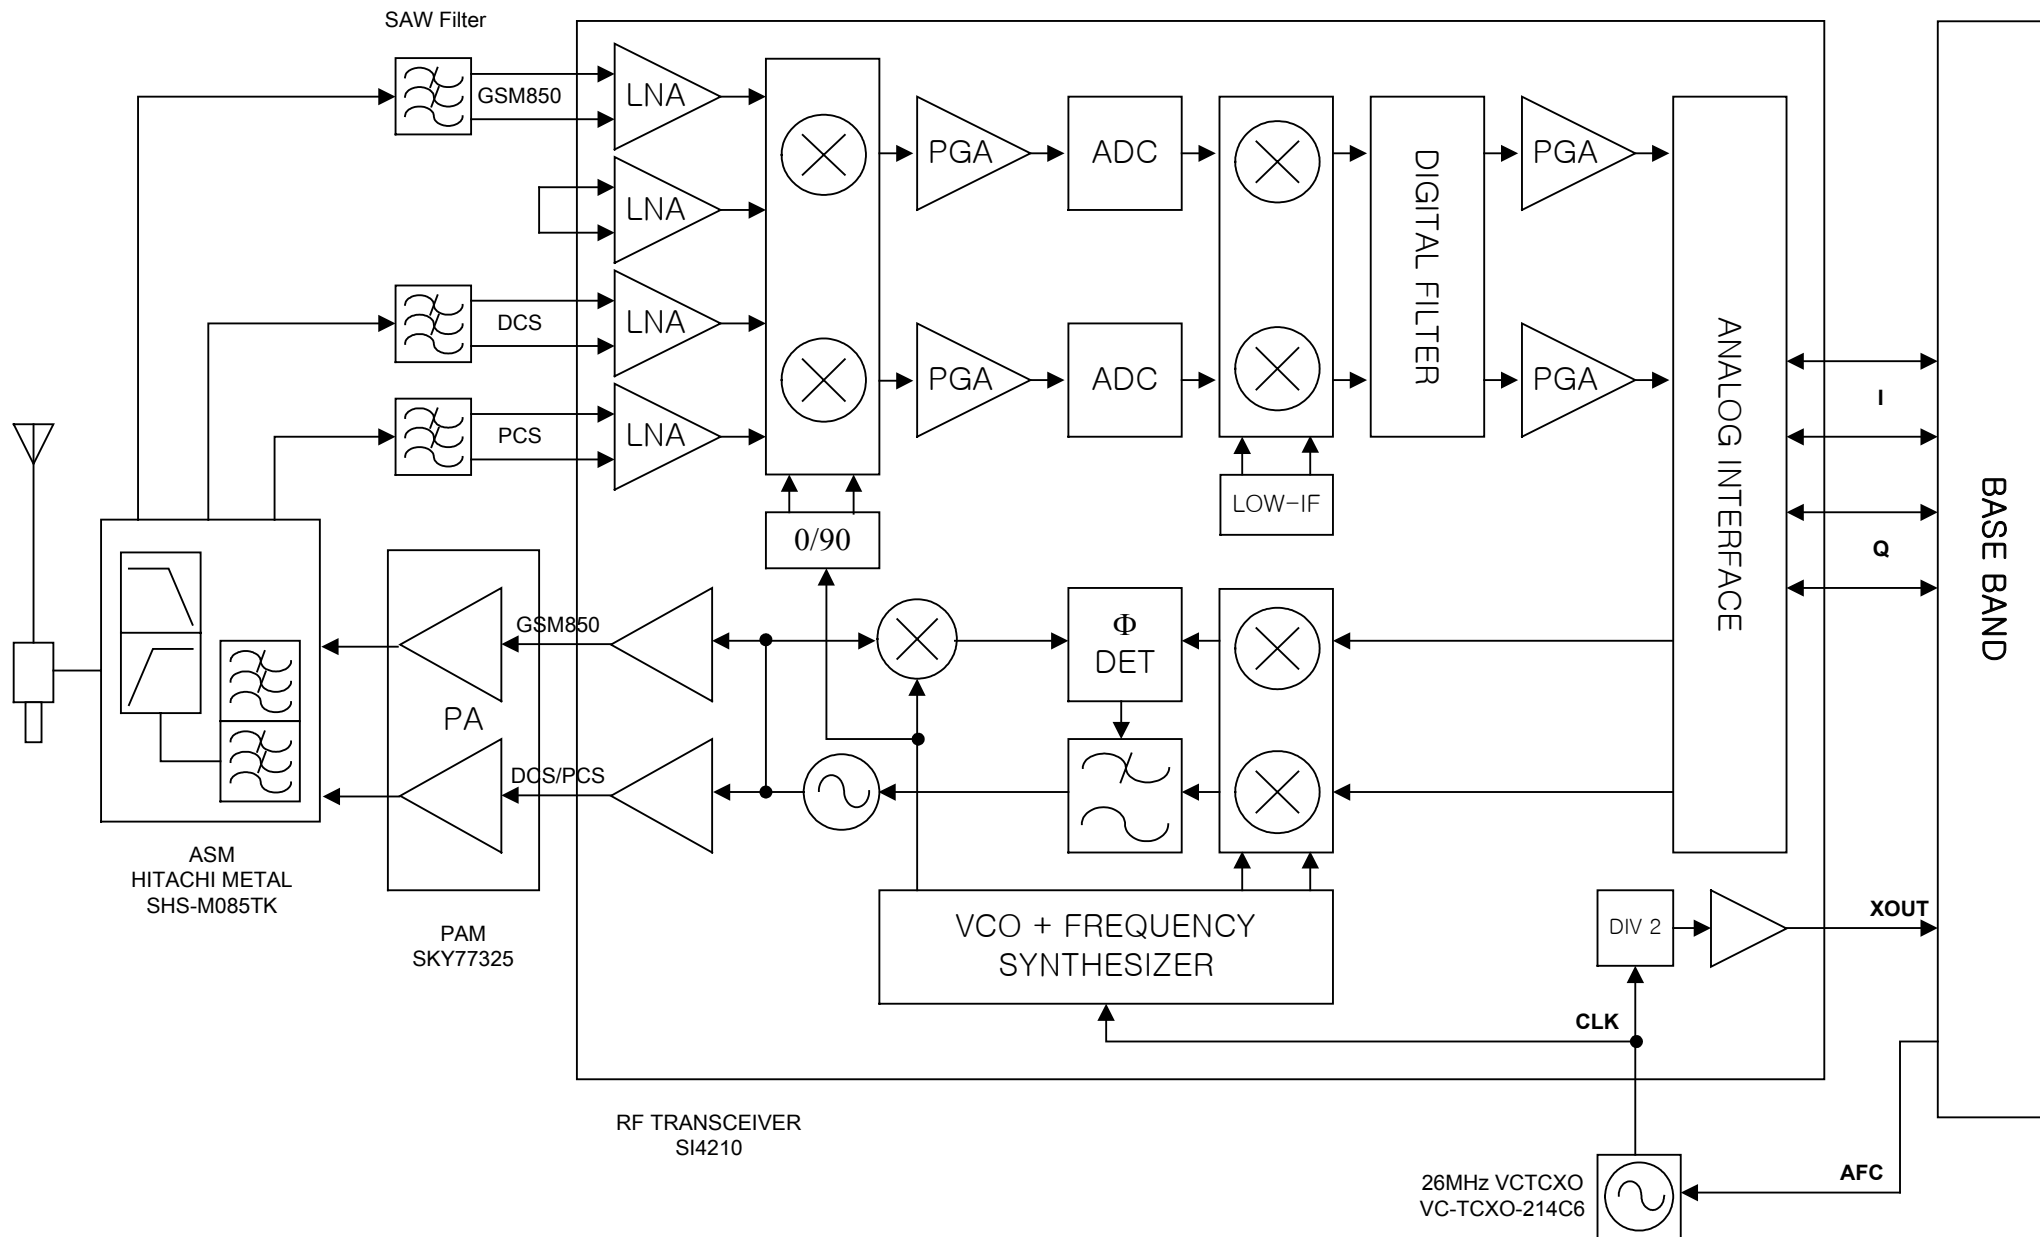 SAW Filter
GSM850
LNA
LNA
DCS
LNA
PCS
LNA
PGA
ADC
PGA
PGA
ADC
PGA
DIGITAL FILTER
ANALOG INTERFACE
I
Q
BASE BAND
LOW-IF
0/90
GSM850
Φ
DET
PA
DCS/PCS
ASM
HITACHI METAL
SHS-M085TK
PAM
SKY77325
VCO + FREQUENCY
SYNTHESIZER
DIV 2
XOUT
CLK
RF TRANSCEIVER
SI4210
26MHz VCTCXO
VC-TCXO-214C6
AFC